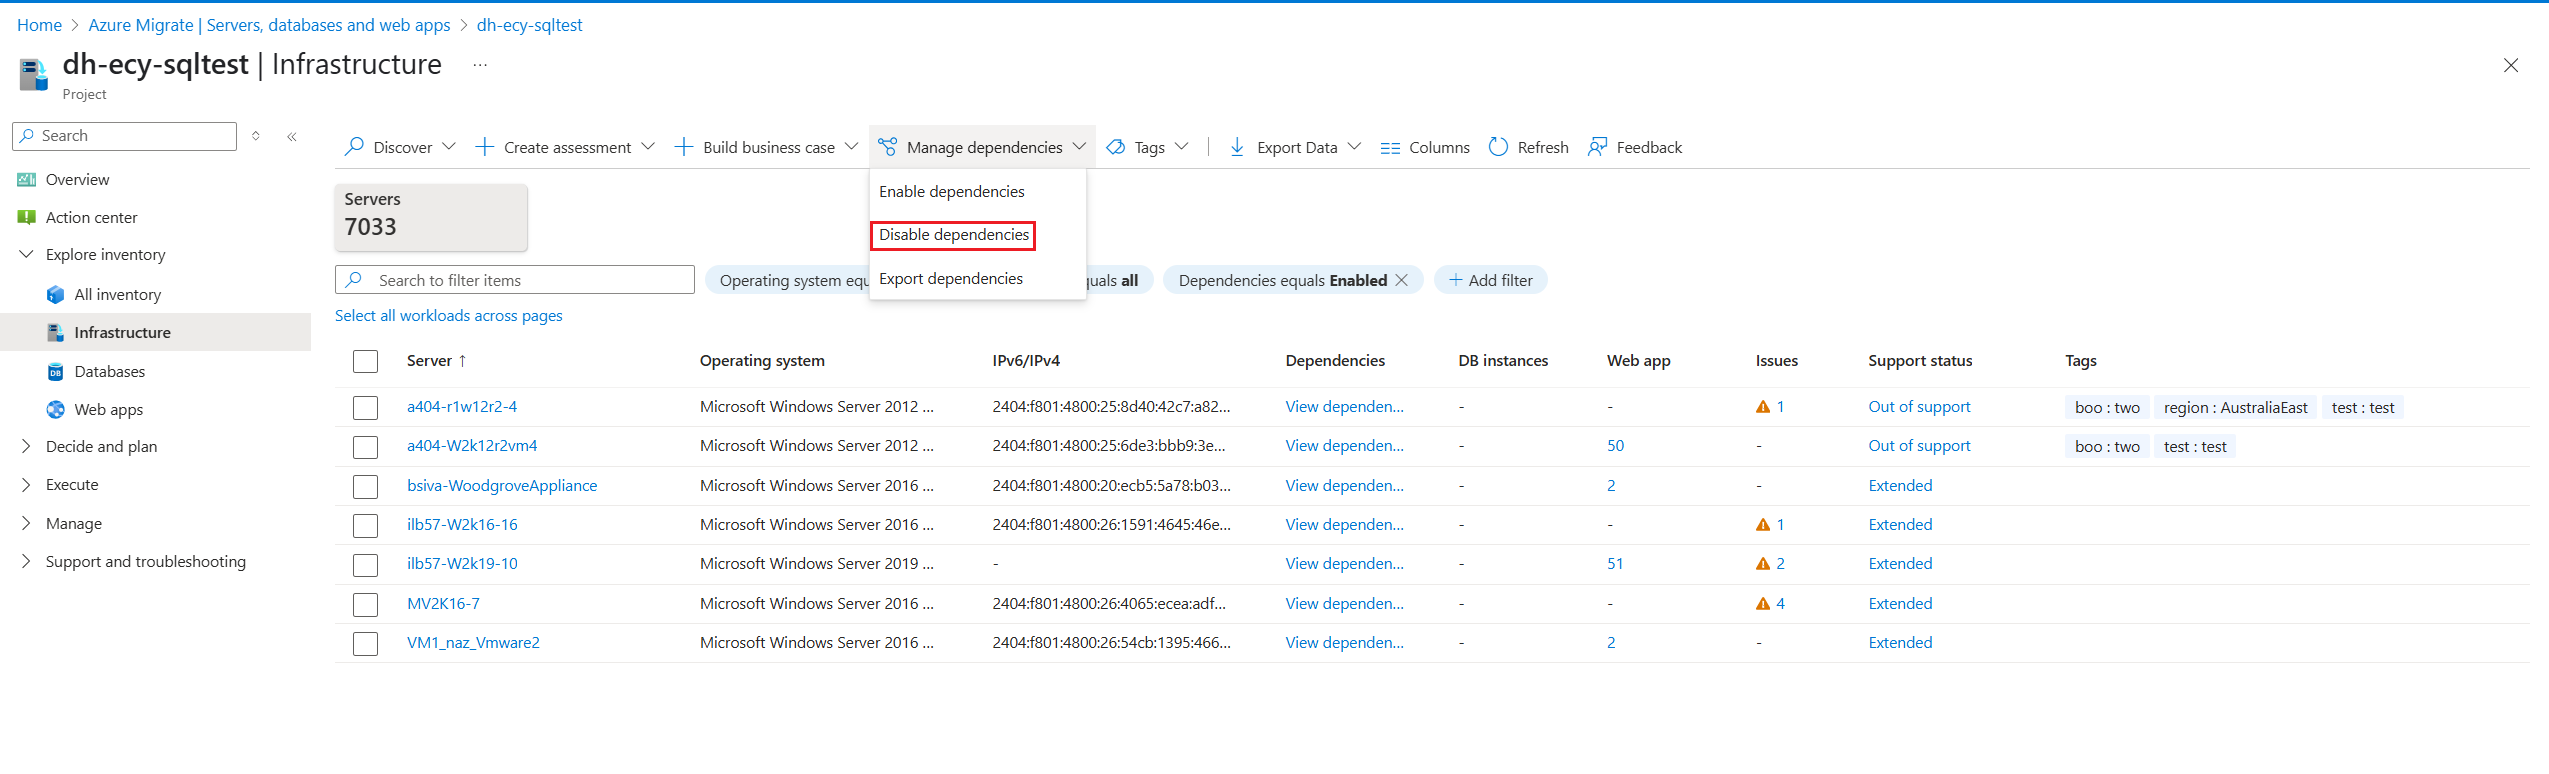 Home > Azure Migrate | Servers, databases and web apps > dh-ecy-sqltest
dh-ecy-sqltest | Infrastructure ...
Project
Search
Overview
Action center
Explore inventory
All inventory
Infrastructure
Databases
Web apps
Decide and plan
Execute
Manage
Support and troubleshooting
Discover Create assessment Build business case Manage dependencies Tags Export Data Columns Refresh Feedback
Enable dependencies
Disable dependencies
Export dependencies
Servers
7033
Search to filter items Operating system all Dependencies equals Enabled Add filter
Select all workloads across pages
Server ↑ Operating system IPv6/IPv4 Dependencies DB instances Web app Issues Support status Tags
a404-r1w12r2-4 Microsoft Windows Server 2012 ... 2404:f801:4800:25:8d40:42c7:a82... View dependen... - - 1 Out of support boo : two region : AustraliaEast test : test
a404-W2k12r2vm4 Microsoft Windows Server 2012 ... 2404:f801:4800:25:6de3:bbb9:3e... View dependen... - 50 - Out of support boo : two test : test
bsiva-WoodgroveAppliance Microsoft Windows Server 2016 ... 2404:f801:4800:20:ecb5:5a78:b03... View dependen... - 2 - Extended
ilb57-W2k16-16 Microsoft Windows Server 2016 ... 2404:f801:4800:26:1591:4645:46e... View dependen... - - 1 Extended
ilb57-W2k19-10 Microsoft Windows Server 2019 ... - View dependen... - 51 2 Extended
MV2K16-7 Microsoft Windows Server 2016 ... 2404:f801:4800:26:4065:ecea:adf... View dependen... - - 4 Extended
VM1_naz_Vmware2 Microsoft Windows Server 2016 ... 2404:f801:4800:26:54cb:1395:466... View dependen... - 2 - Extended